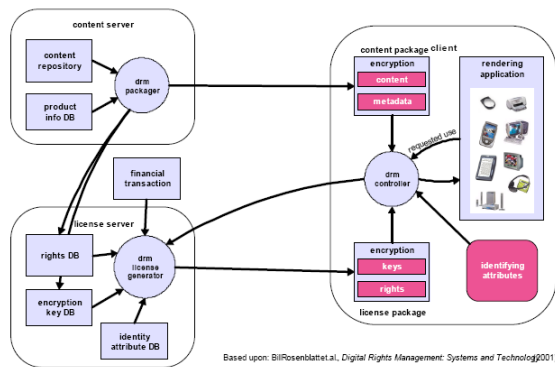 content server
content
repository
product
info DB
drm
packager
financial
transaction
license server
rights DB
encryption
key DB
drm
license
generator
identity
attribute DB
content package
client
encryption
content
metadata
rendering
application
requested use
drm
controller
encryption
keys
rights
license package
identifying
attributes
Based upon: BillRosenblattet.al., Digital Rights Management: Systems and Technology(2001)